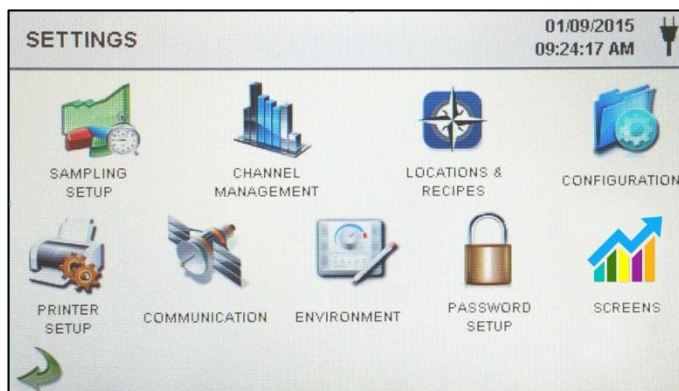 SETTINGS
01/09/2015
09:24:17 AM
SAMPLING
SETUP
CHANNEL
MANAGEMENT
LOCATIONS &
RECIPES
CONFIGURATION
PRINTER
SETUP
COMMUNICATION
ENVIRONMENT
PASSWORD
SETUP
SCREENS